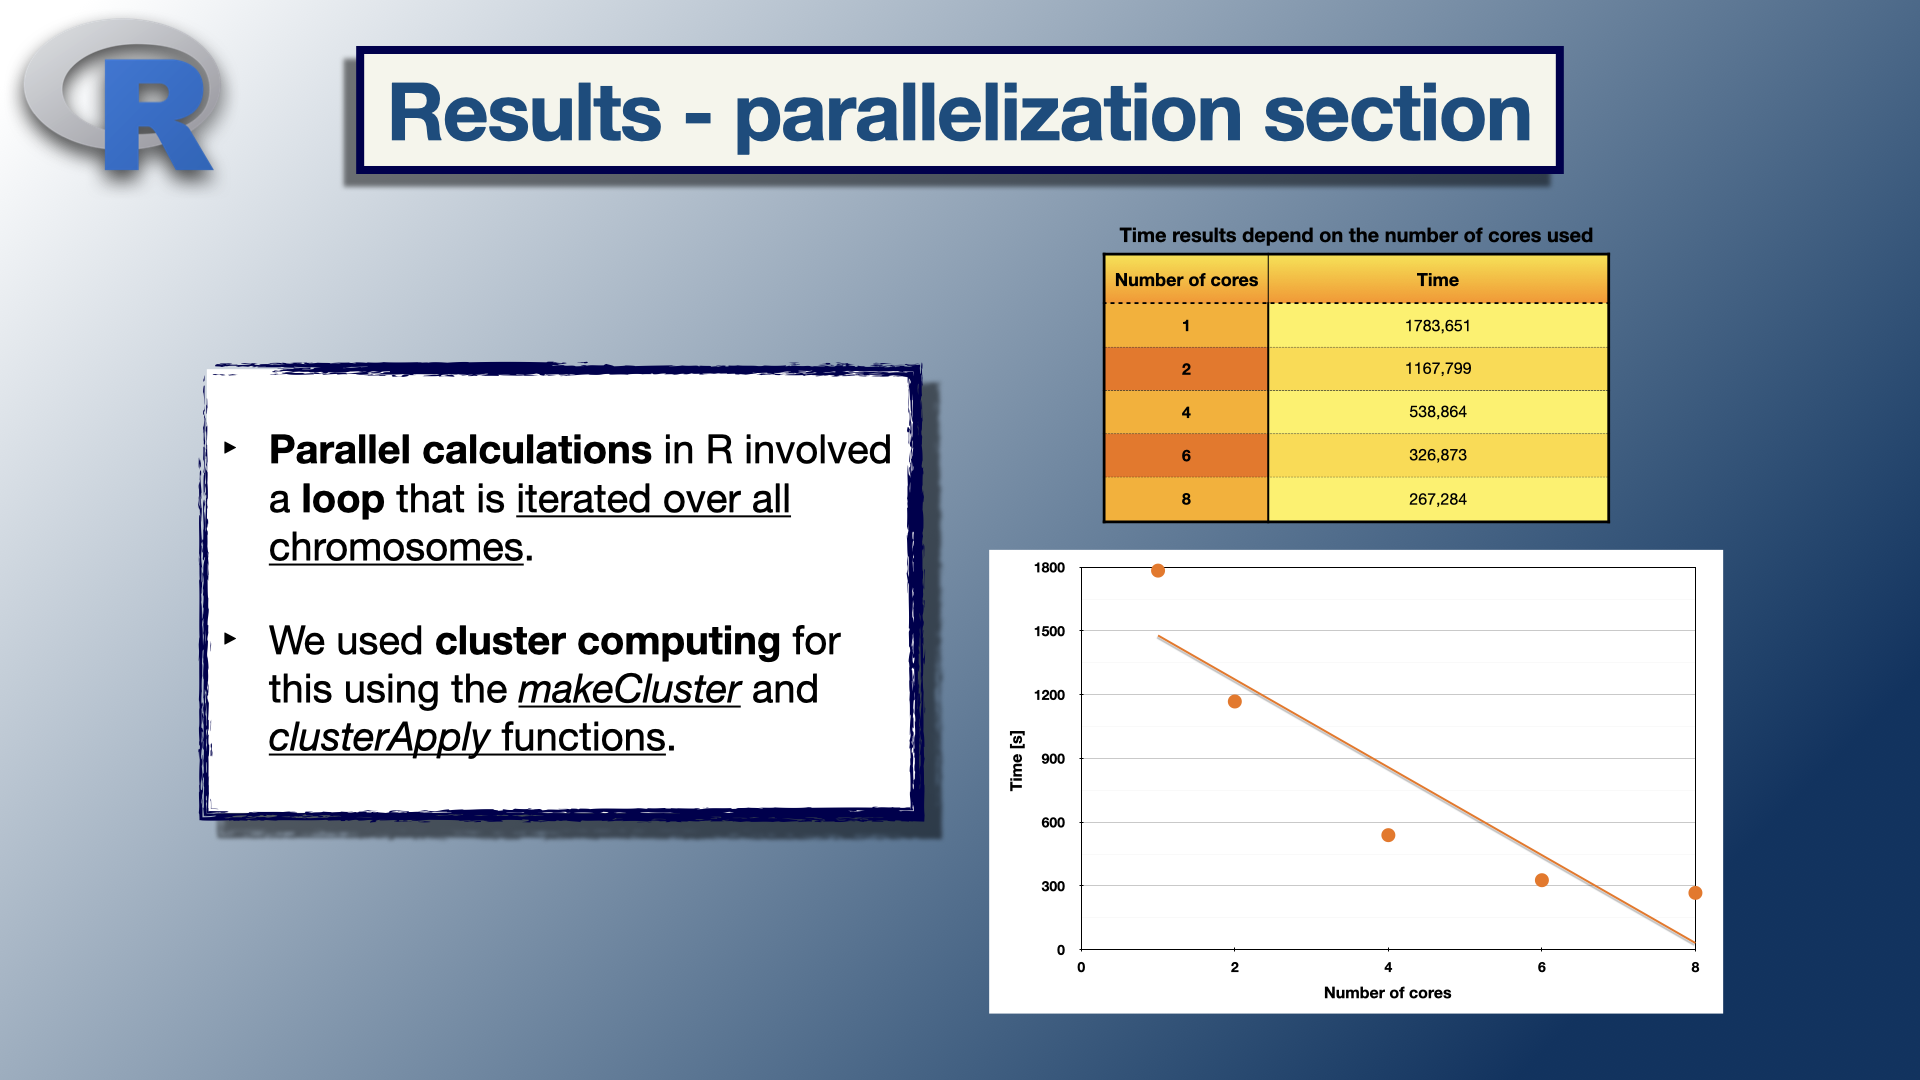 R
Results - parallelization section
‣ Parallel calculations in R involved
a loop that is iterated over all
chromosomes.
‣ We used cluster computing for
this using the makeCluster and
clusterApply functions.
Time results depend on the number of cores used
Number of cores Time
1 1783,651
2 1167,799
4 538,864
6 326,873
8 267,284
1800
1500
1200
900
600
300
0
Time [s]
0 2 4 6 8
Number of cores